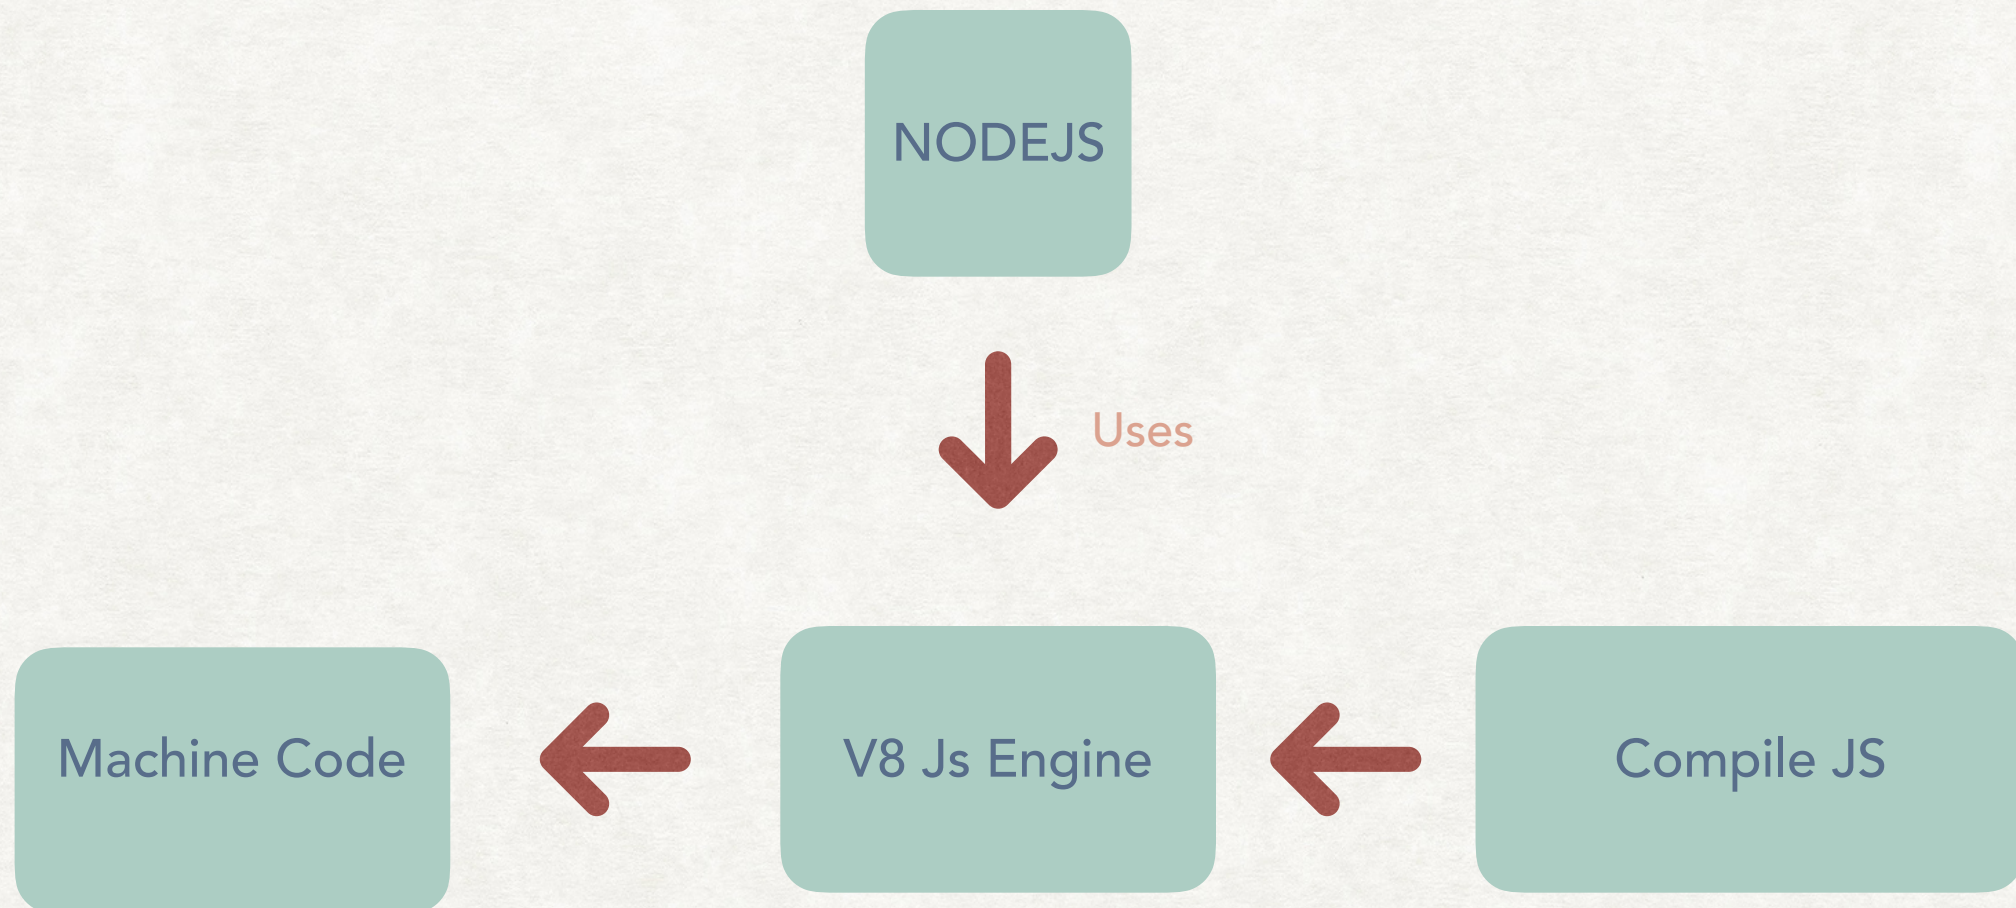 NODEJS
Uses
Machine Code
V8 Js Engine
Compile JS